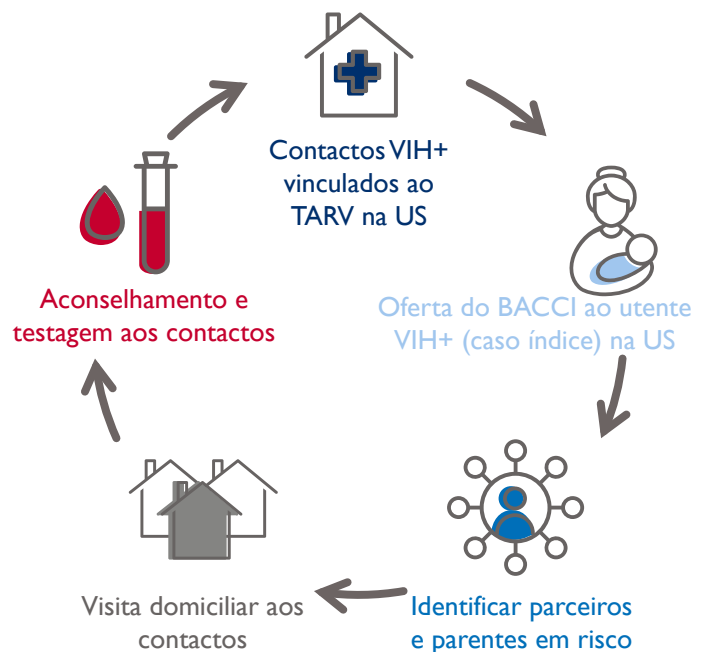 Contactos VIH+
vinculados ao
TARV na US
Oferta do BACCI ao utente
VIH+ (caso índice) na US
Identificar parceiros
e parentes em risco
Visita domiciliar aos
contactos
Aconselhamento e
testagem aos contactos